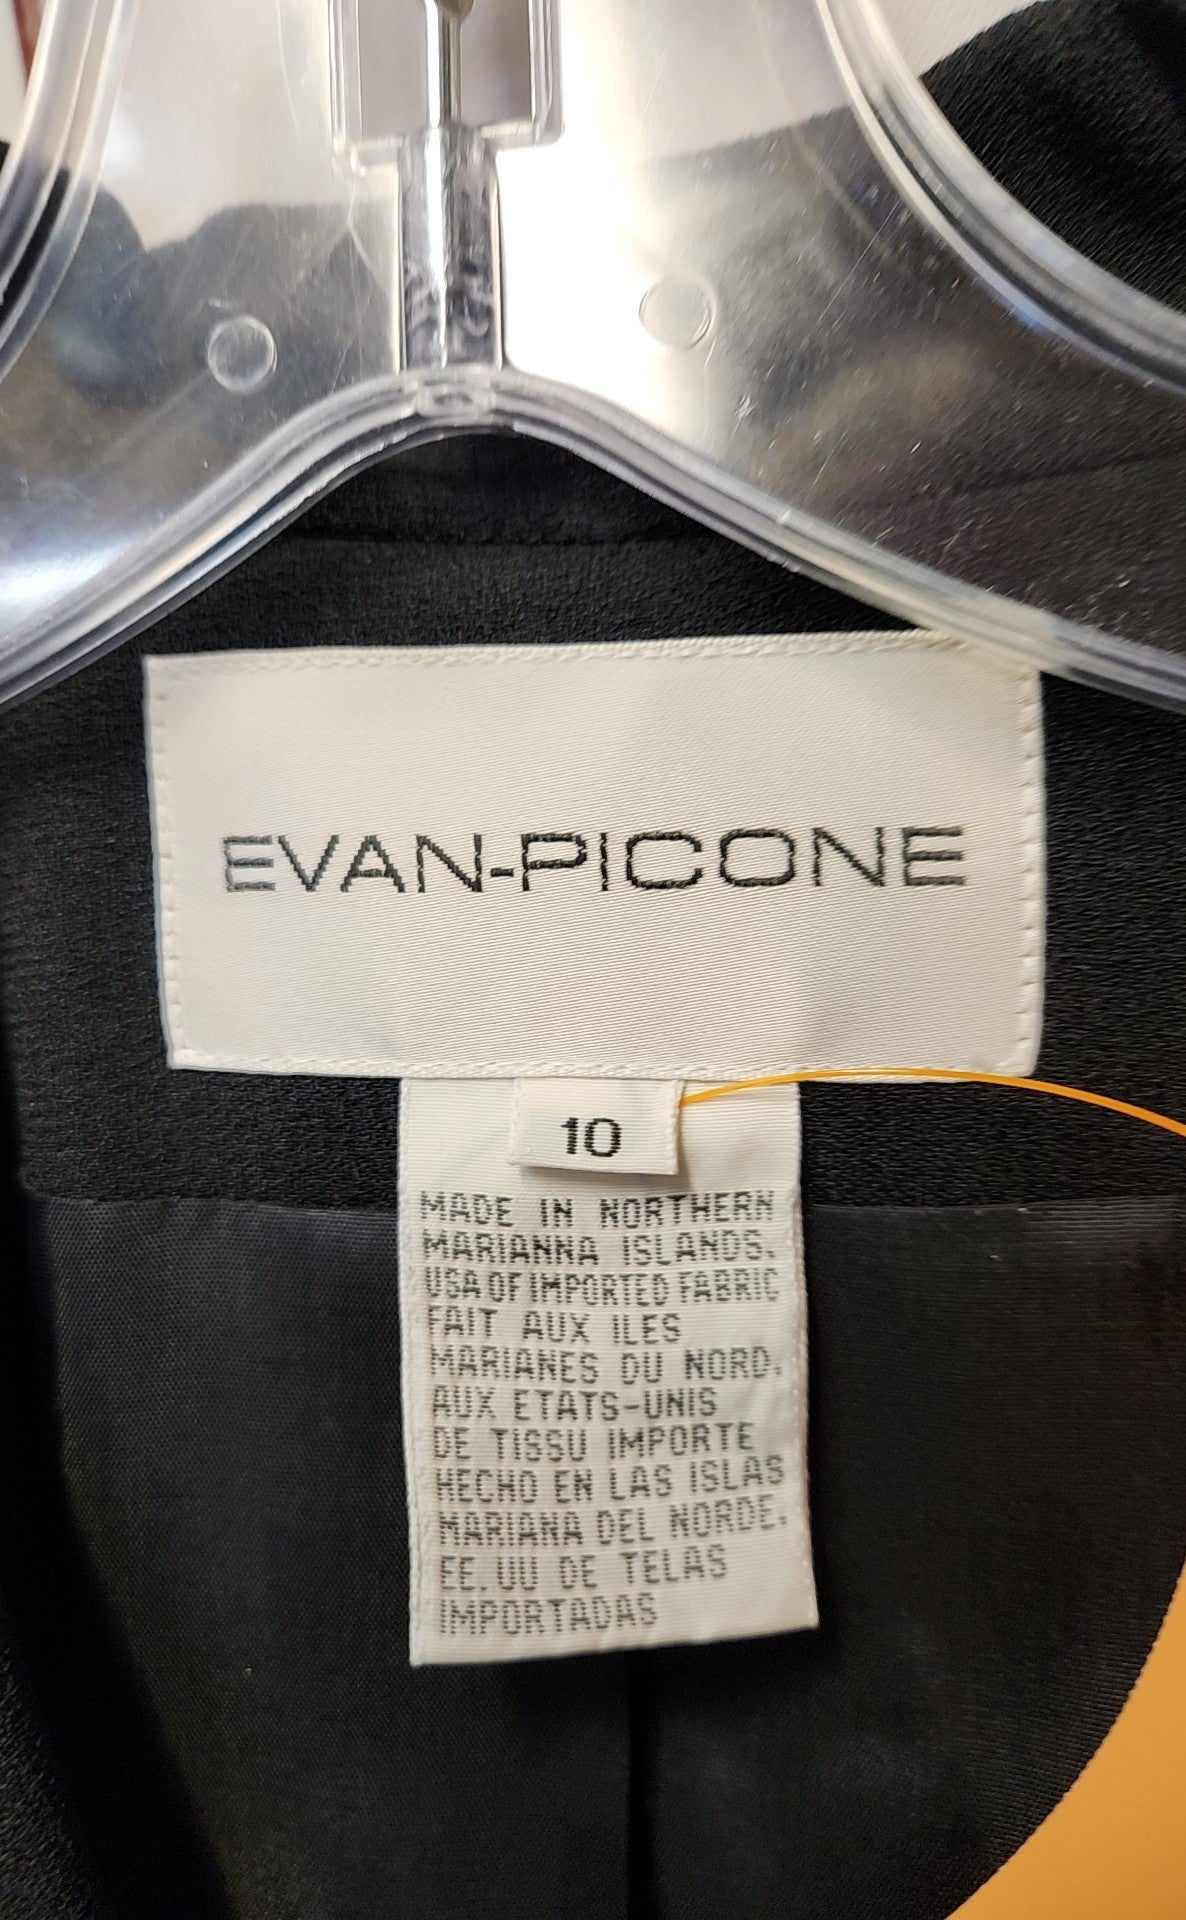 EVAN-PICONE
10
MADE IN NORTHERN
MARIANNA ISLANDS.
USA OF IMPORTED FABRIC
FAIT AUX ILES
MARIANES DU NORD.
AUX ETATS-UNIS
DE TISSU IMPORTE
HECHO EN LAS ISLAS
MARIANA DEL NORDE.
EE. UU DE TELAS
IMPORTADAS